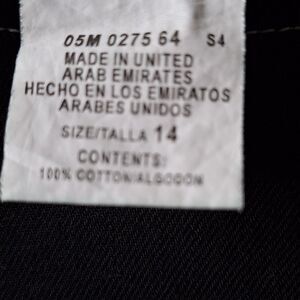 05M 0275 64 S4
MADE IN UNITED
ARAB EMIRATES
HECHO EN LOS EMIRATOS
ARABES UNIDOS
SIZE/TALLA 14
CONTENTS:
100% COTTON/ALGODON